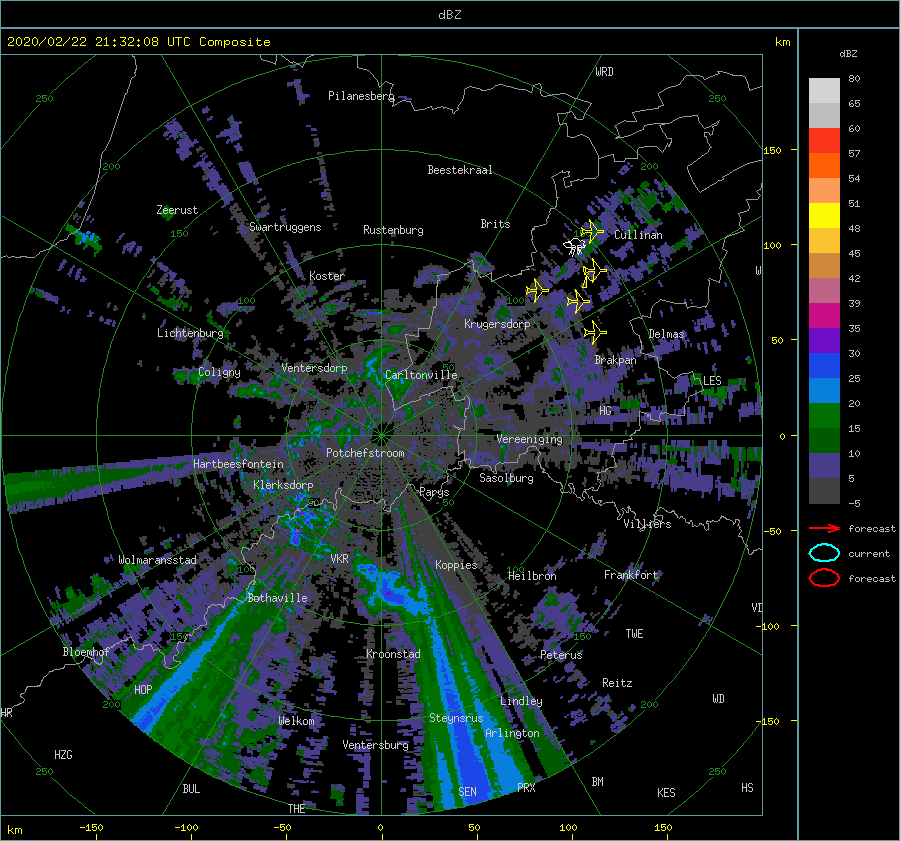 dBZ
2020/02/22 21:32:08 UTC Composite
km
dBZ
WRD
250
Pilanesberg
250
80
65
60
57
54
51
48
45
42
39
35
30
25
20
15
10
5
-5
150
200
Beestekraal
200
Zeerust
150
Swartruggens
Rustenburg
Brits
Cullinan
100
Koster
W
100
100
Krugersdorp
Lichtenburg
Delmas
50
Coligny
Ventersdorp
Carltonville
Brakpan
50
LES
HG
Vereeniging
0
Potchefstroom
Hartbeesfontein
Klerksdorp
Sasolburg
Parys
50
50
Villiers
forecast
-50
current
VKR
Wolmaransstad
Koppies
100
100
Heilbron
Frankfort
forecast
Bothaville
VD
-100
150
150
TWE
Bloemhof
Kroonstad
Peterus
HOP
Reitz
200
Lindley
200
WD
HR
Welkom
Steynsrus
-150
Arlington
HZG
Ventersburg
250
250
BUL
SEN
PRX
BM
KES
HS
THE
km
-150
-100
-50
0
50
100
150